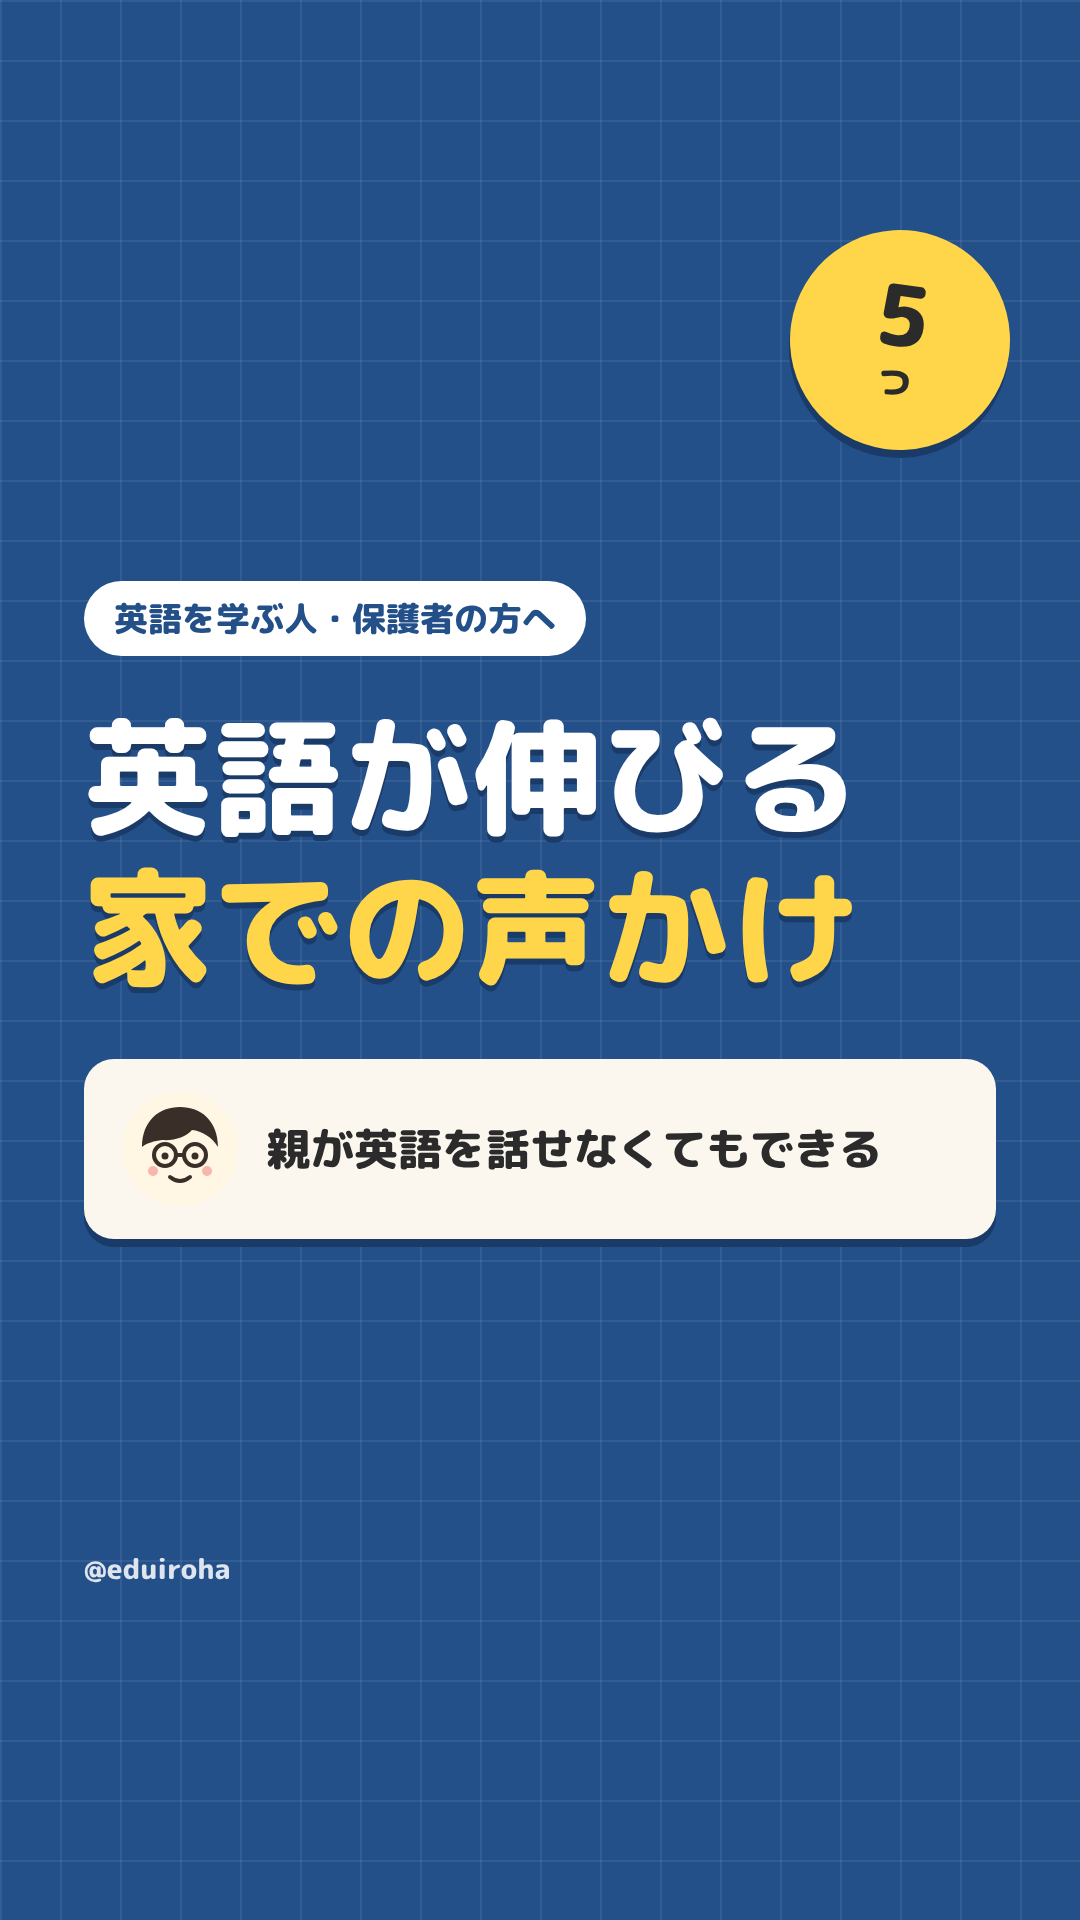 5
つ
英語を学ぶ人・保護者の方へ
英語が伸びる
家での声かけ
親が英語を話せなくてもできる
@eduiroha